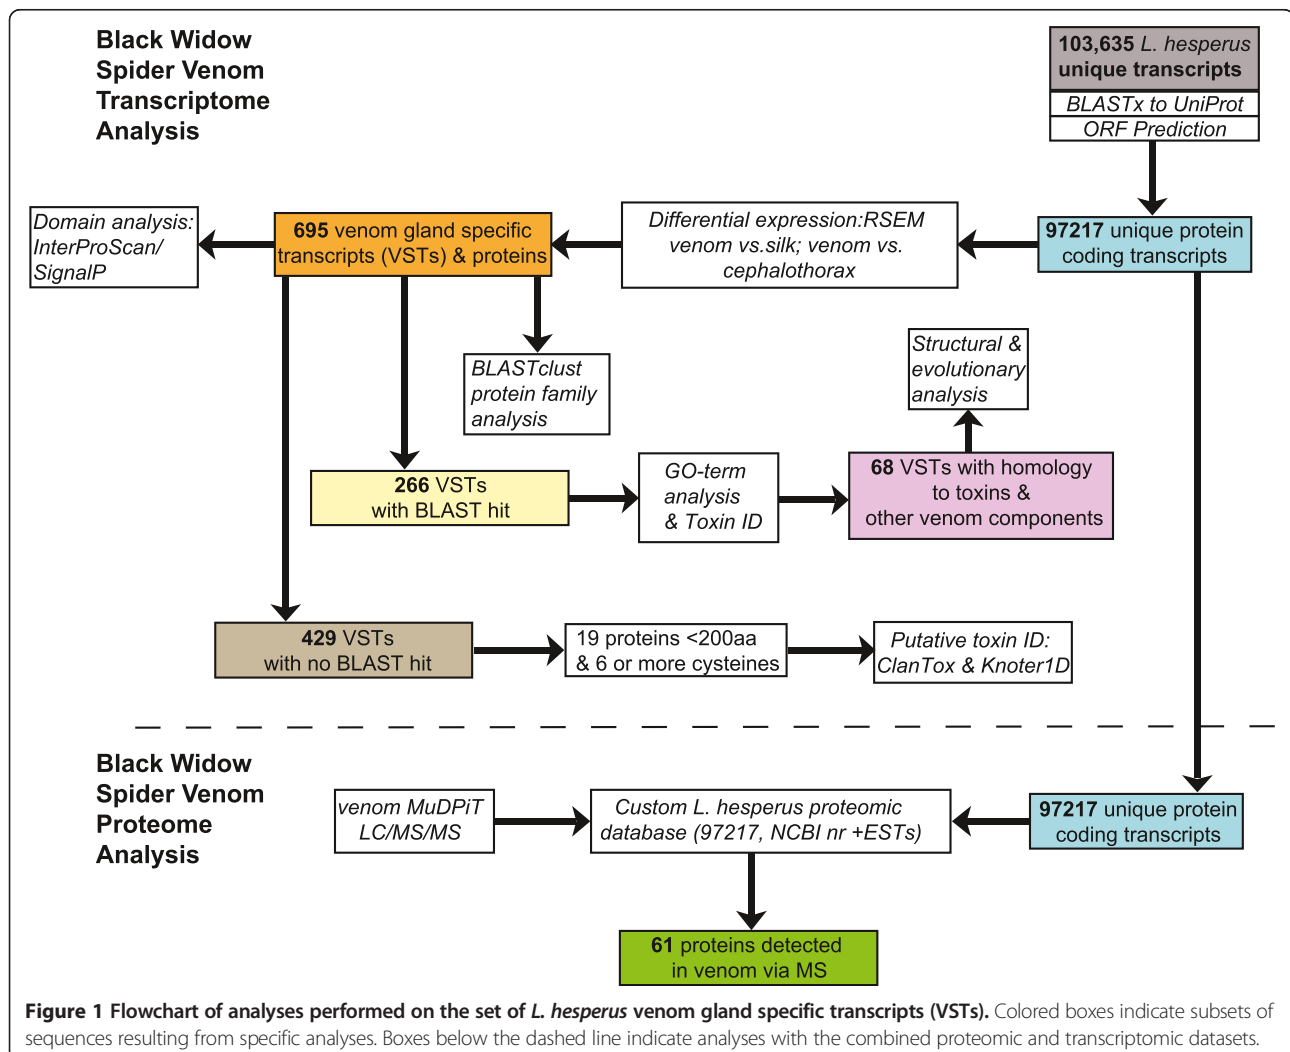 Black Widow
Spider Venom
Transcriptome
Analysis
103,635 L. hesperus
unique transcripts
BLASTx to UniProt
ORF Prediction
Domain analysis:
InterProScan/
SignalP
695 venom gland specific
transcripts (VSTs) & proteins
Differential expression:RSEM
venom vs.silk; venom vs.
cephalothorax
97217 unique protein
coding transcripts
BLASTclust
protein family
analysis
Structural &
evolutionary
analysis
266 VSTs
with BLAST hit
GO-term
analysis
& Toxin ID
68 VSTs with homology
to toxins &
other venom components
429 VSTs
with no BLAST hit
19 proteins <200aa
& 6 or more cysteines
Putative toxin ID:
ClanTox & Knoter1D
Black Widow
Spider Venom
Proteome
Analysis
venom MuDPiT
LC/MS/MS
Custom L. hesperus proteomic
database (97217, NCBI nr +ESTs)
97217 unique protein
coding transcripts
61 proteins detected
in venom via MS
Figure 1 Flowchart of analyses performed on the set of L. hesperus venom gland specific transcripts (VSTs). Colored boxes indicate subsets of
sequences resulting from specific analyses. Boxes below the dashed line indicate analyses with the combined proteomic and transcriptomic datasets.